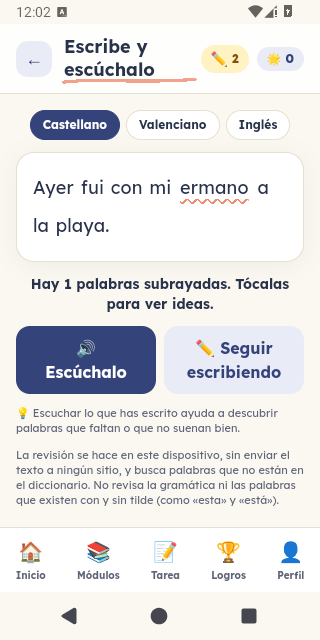 12:02
Escribe y
escúchalo
2
0
Castellano
Valenciano
Inglés
Ayer fui con mi ermano a
la playa.
Hay 1 palabras subrayadas. Tócalas
para ver ideas.
Escúchalo
Seguir
escribiendo
Escuchar lo que has escrito ayuda a descubrir
palabras que faltan o que no suenan bien.
La revisión se hace en este dispositivo, sin enviar el
texto a ningún sitio, y busca palabras que no están en
el diccionario. No revisa la gramática ni las palabras
que existen con y sin tilde (como «esta» y «está»).
Inicio
Módulos
Tarea
Logros
Perfil